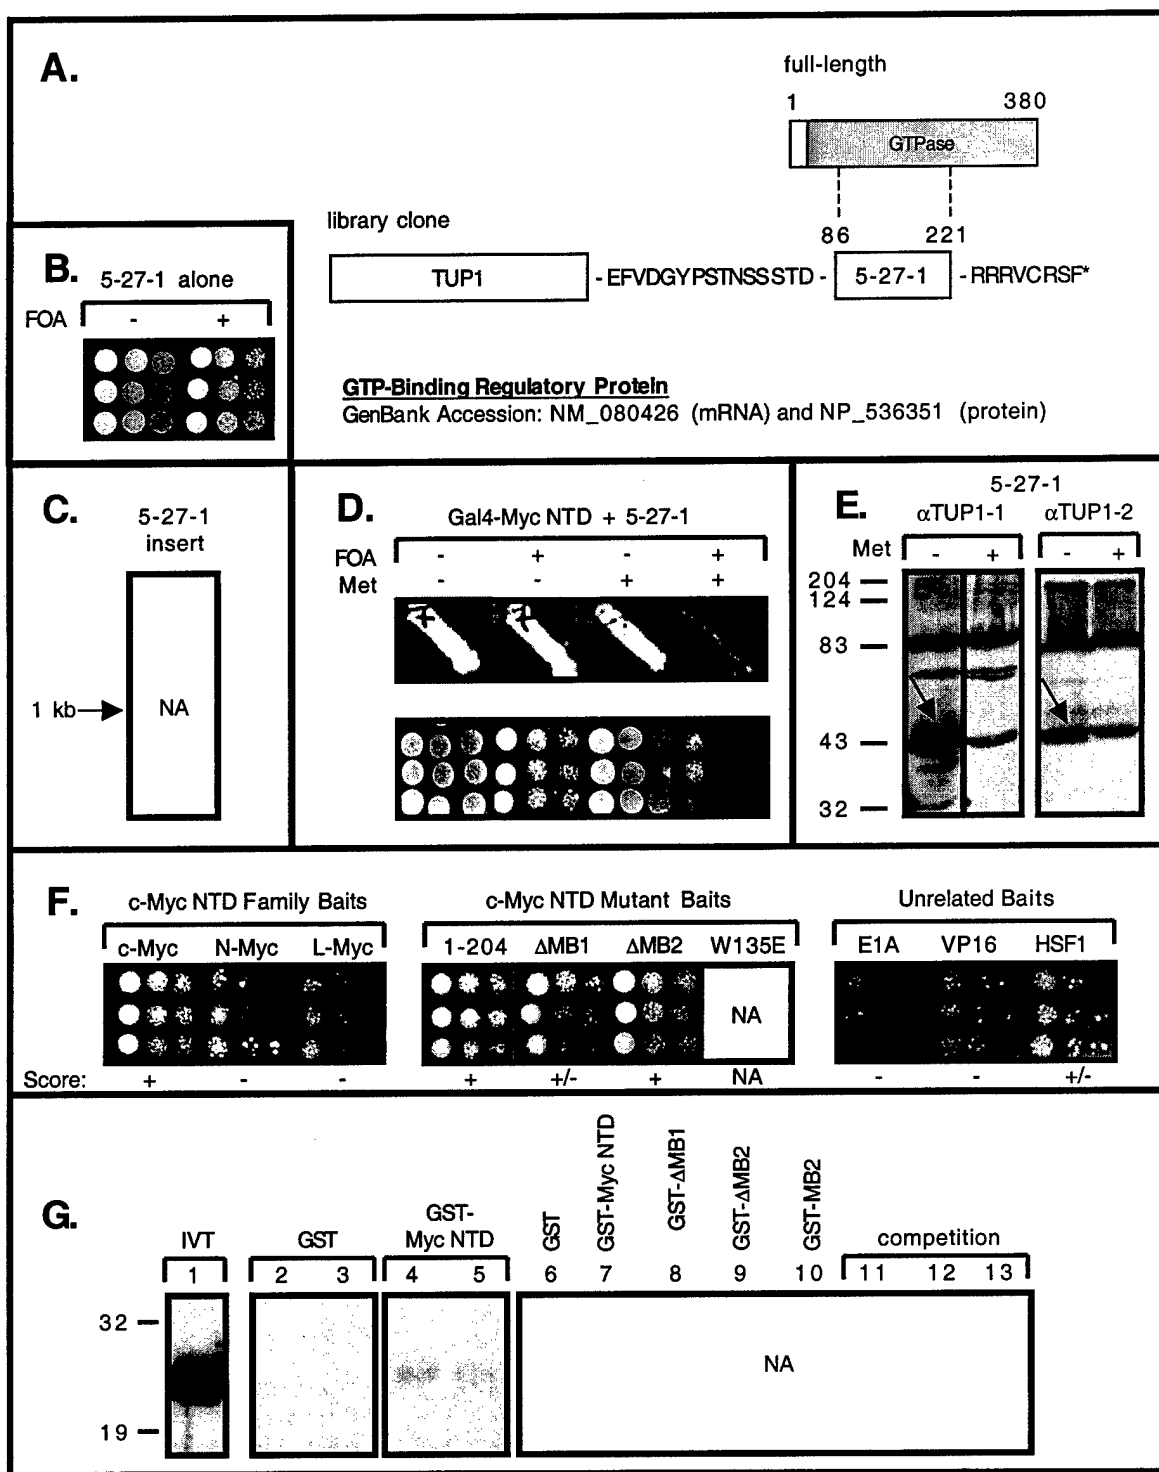 A.
full-length
1 380
GTPase
86 221
library clone
TUP1 - EFVDGYPSTNSSSTD - 5-27-1 - RRRVCRSF*
GTP-Binding Regulatory Protein
GenBank Accession: NM_080426 (mRNA) and NP_536351 (protein)
B.
5-27-1 alone
FOA - +
C.
5-27-1
insert
1 kb
NA
D.
Gal4-Myc NTD + 5-27-1
FOA - + - +
Met - - + +
E.
5-27-1
αTUP1-1 αTUP1-2
Met - + - +
204
124
83
43
32
F.
c-Myc NTD Family Baits
c-Myc N-Myc L-Myc
c-Myc NTD Mutant Baits
1-204 ΔMB1 ΔMB2 W135E
NA
Unrelated Baits
E1A VP16 HSF1
Score: + - - + +/- + NA - - +/-
G.
IVT
1
GST
2 3
GST-
Myc NTD
4 5
GST
GST-Myc NTD
GST-ΔMB1
GST-ΔMB2
GST-MB2
competition
6 7 8 9 10 11 12 13
32
19
NA